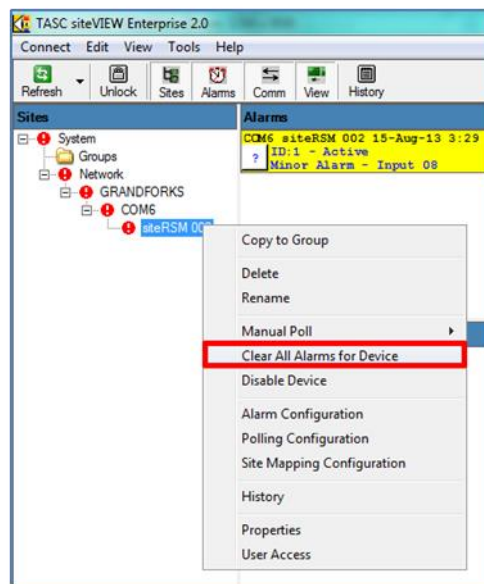 TASC siteVIEW Enterprise 2.0
Connect Edit View Tools Help
Refresh Unlock Sites Alarms Comm View History
Sites
System
Groups
Network
GRANDFORKS
COM6
siteRSM 002
Alarms
COM6 siteRSM 002 15-Aug-13 3:29
? ID:1 - Active
Minor Alarm - Input 08
Copy to Group
Delete
Rename
Manual Poll
Clear All Alarms for Device
Disable Device
Alarm Configuration
Polling Configuration
Site Mapping Configuration
History
Properties
User Access